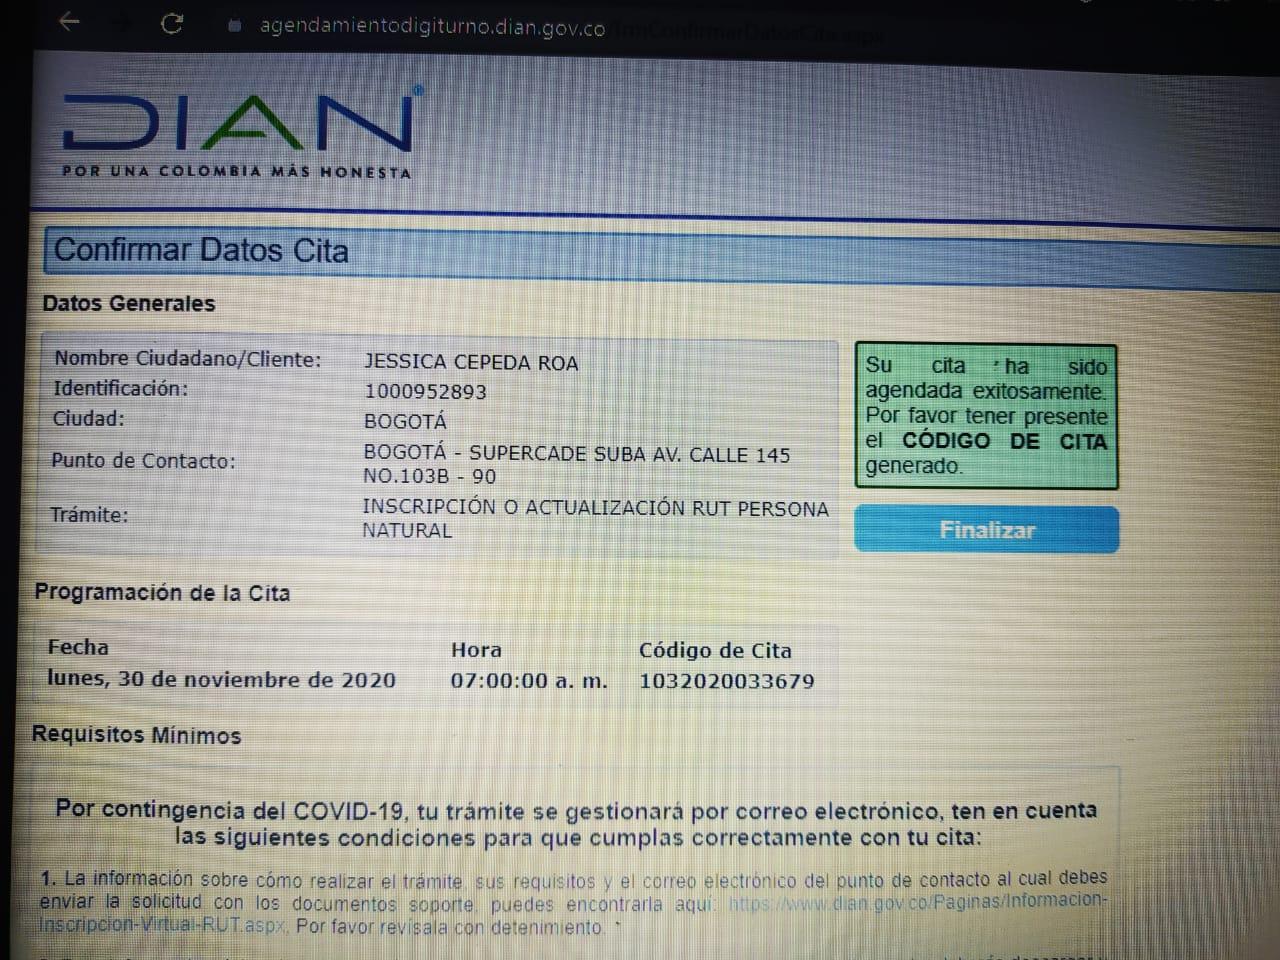 agendamientodigiturno.dian.gov.co/frmConfirmarDatosCita.aspx
DIAN®
POR UNA COLOMBIA MÁS HONESTA
Confirmar Datos Cita
Datos Generales
Nombre Ciudadano/Cliente: JESSICA CEPEDA ROA
Identificación: 1000952893
Ciudad: BOGOTÁ
Punto de Contacto: BOGOTÁ - SUPERCADE SUBA AV. CALLE 145
NO.103B - 90
Trámite: INSCRIPCIÓN O ACTUALIZACIÓN RUT PERSONA
NATURAL
Su cita ha sido
agendada exitosamente.
Por favor tener presente
el CÓDIGO DE CITA
generado.
Finalizar
Programación de la Cita
Fecha Hora Código de Cita
lunes, 30 de noviembre de 2020 07:00:00 a. m. 1032020033679
Requisitos Mínimos
Por contingencia del COVID-19, tu trámite se gestionará por correo electrónico, ten en cuenta
las siguientes condiciones para que cumplas correctamente con tu cita:
1. La información sobre cómo realizar el trámite, sus requisitos y el correo electrónico del punto de contacto al cual debes
enviar la solicitud con los documentos soporte, puedes encontrarla aquí: https://www.dian.gov.co/Paginas/Informacion-
Inscripcion-Virtual-RUT.aspx. Por favor revísala con detenimiento.